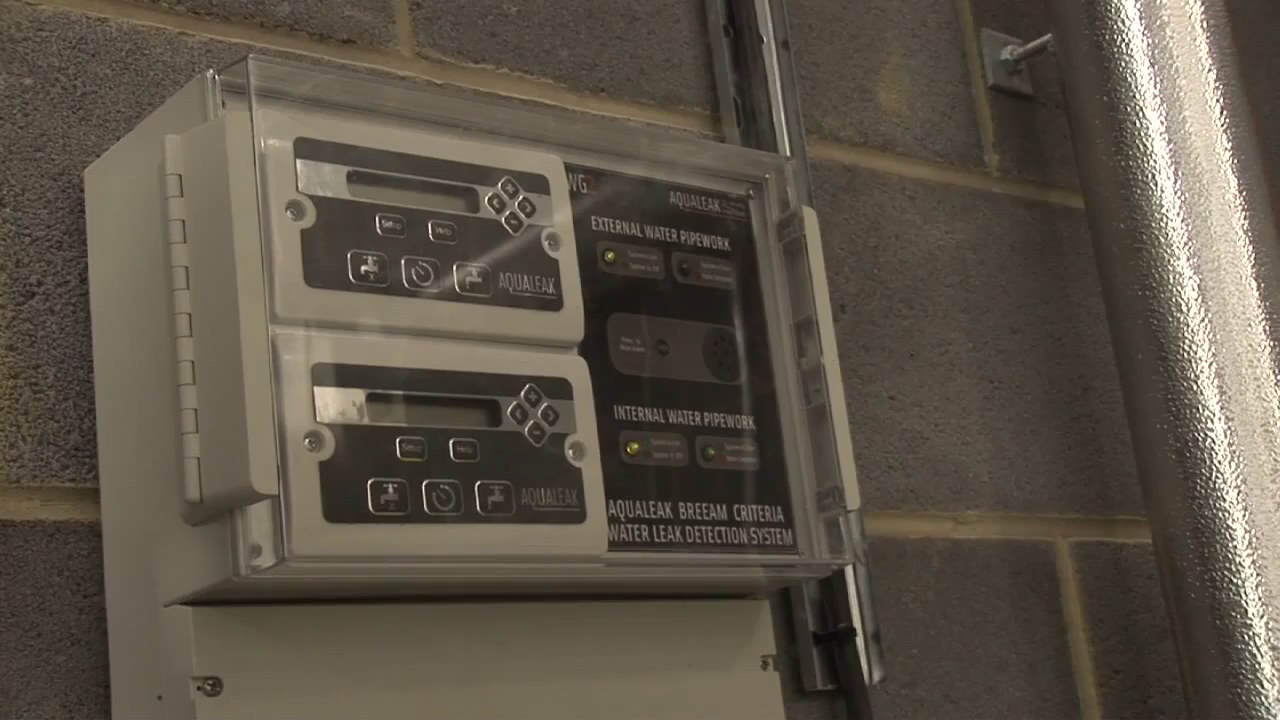 Setup
Help
AQUALEAK
Setup
Help
AQUALEAK
WG2
AQUALEAK
EXTERNAL WATER PIPEWORK
INTERNAL WATER PIPEWORK
AQUALEAK BREEAM CRITERIA
WATER LEAK DETECTION SYSTEM